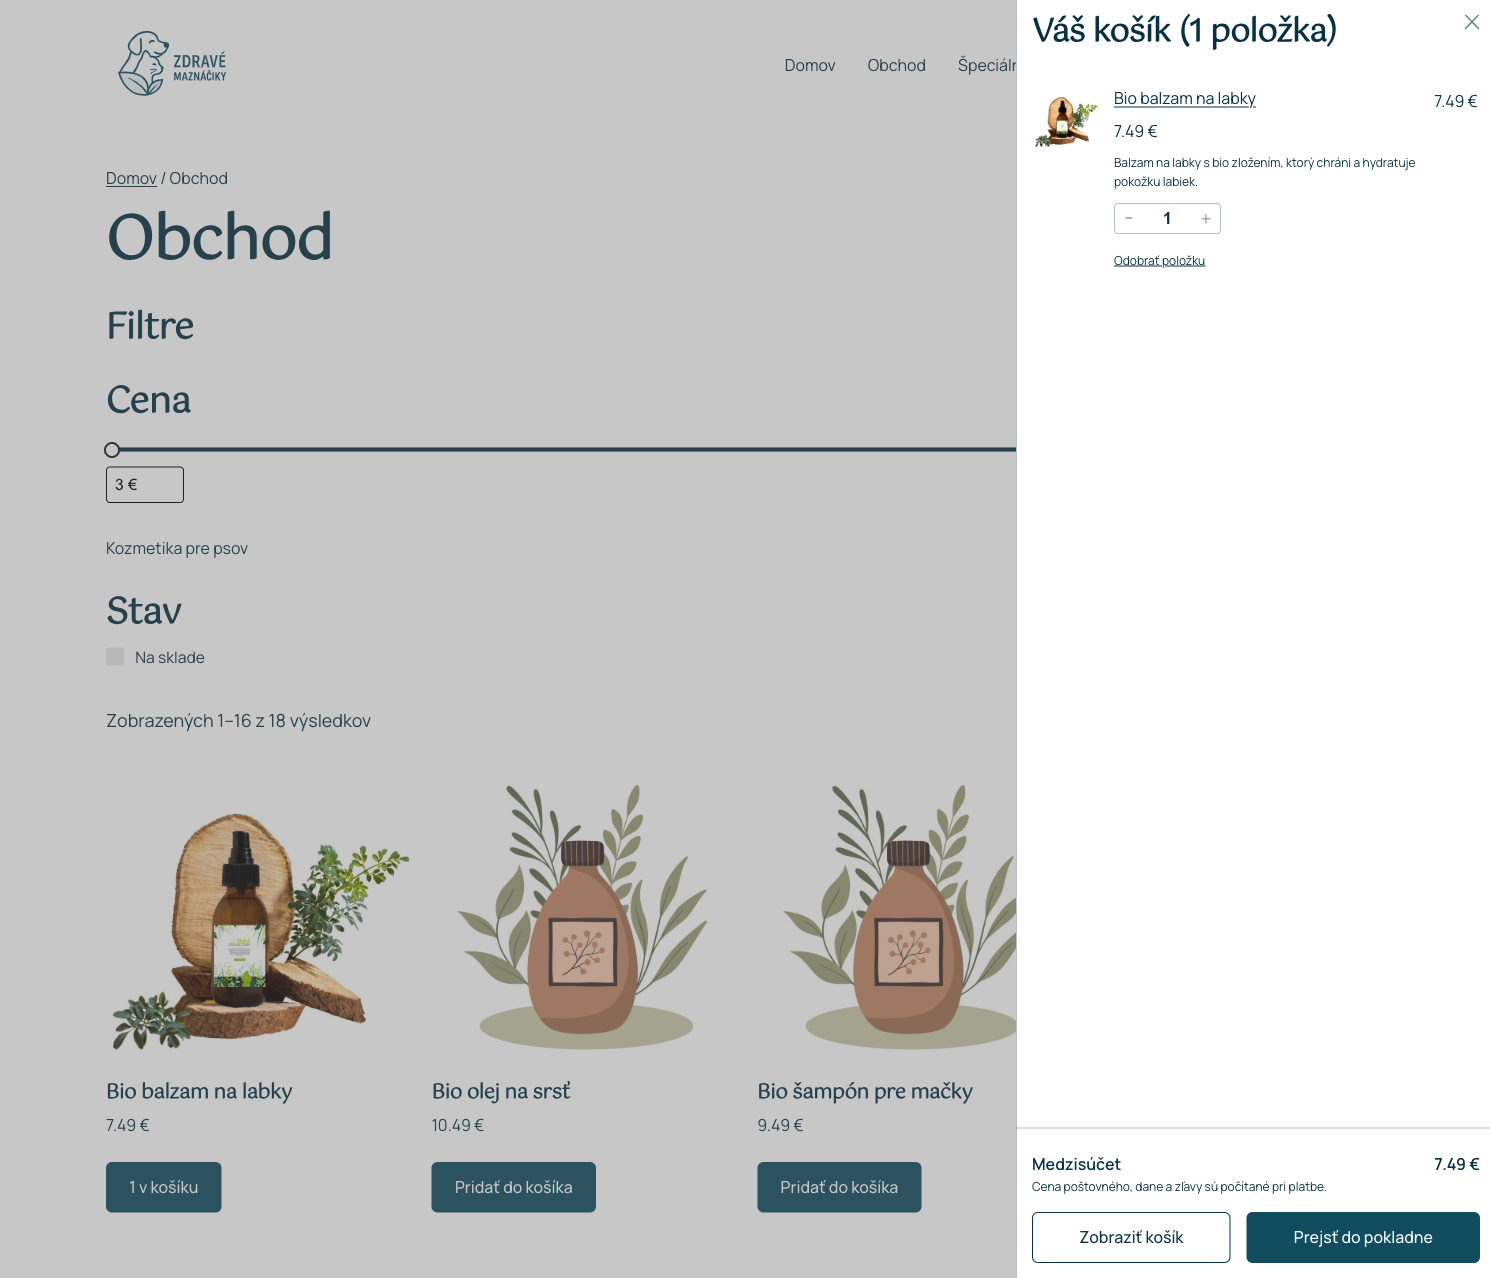 ZDRAVÉ
MAZNÁČIKY
Domov
Obchod
Domov / Obchod
Obchod
Filtre
Cena
3 €
Kozmetika pre psov
Stav
Na sklade
Zobrazených 1–16 z 18 výsledkov
Bio balzam na labky
7.49 €
1 v košíku
Bio olej na srsť
10.49 €
Pridať do košíka
Bio šampón pre mačky
9.49 €
Pridať do košíka
Váš košík (1 položka)
Bio balzam na labky
7.49 €
7.49 €
Balzam na labky s bio zložením, ktorý chráni a hydratuje
pokožku labiek.
− 1 +
Odobrať položku
Medzisúčet 7.49 €
Cena poštovného, dane a zľavy sú počítané pri platbe.
Zobraziť košík
Prejsť do pokladne